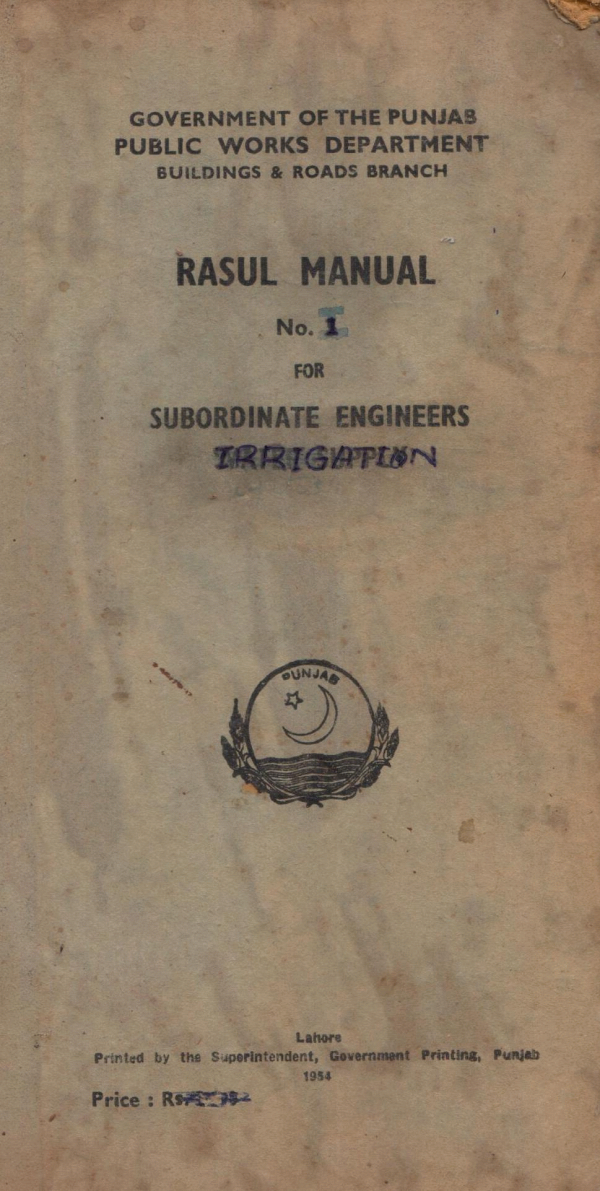 GOVERNMENT OF THE PUNJAB
PUBLIC WORKS DEPARTMENT
BUILDINGS & ROADS BRANCH
RASUL MANUAL
No. 1
FOR
SUBORDINATE ENGINEERS
IRRIGATION
PUNJAB
Lahore
Printed by the Superintendent, Government Printing, Punjab
1954
Price : Rs.